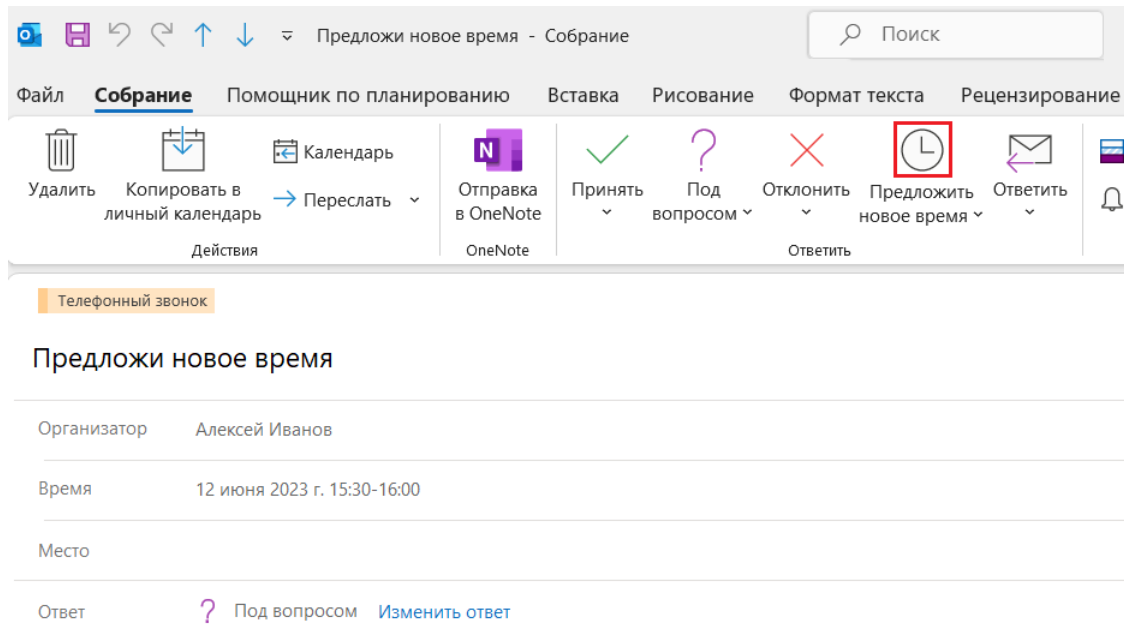 Предложи новое время - Собрание
Поиск
Файл Собрание Помощник по планированию Вставка Рисование Формат текста Рецензирование
Удалить
Копировать в
личный календарь
Календарь
Переслать
Действия
N
Отправка
в OneNote
OneNote
Принять
Под
вопросом
Отклонить
Предложить
новое время
Ответить
Ответить
Телефонный звонок
Предложи новое время
Организатор Алексей Иванов
Время 12 июня 2023 г. 15:30-16:00
Место
Ответ ? Под вопросом Изменить ответ